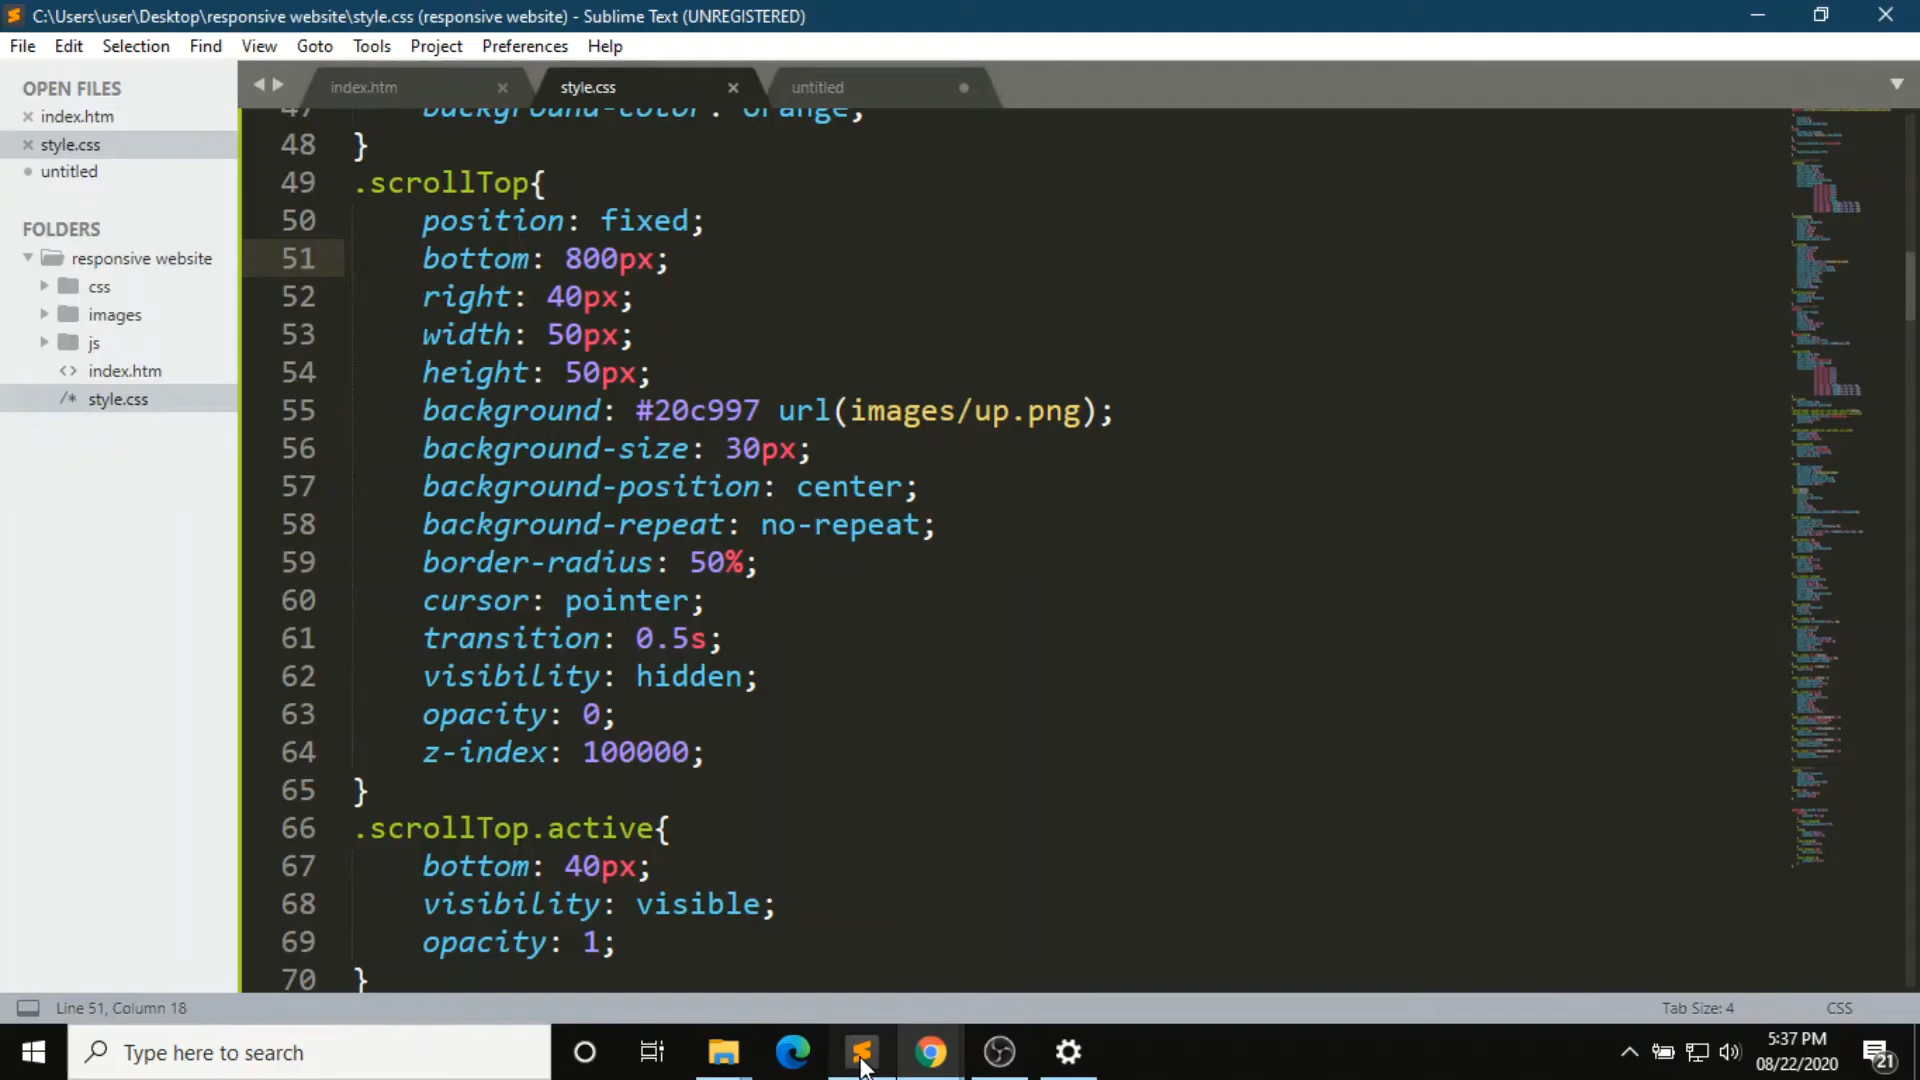 C:\Users\user\Desktop\responsive website\style.css (responsive website) - Sublime Text (UNREGISTERED)
File Edit Selection Find View Goto Tools Project Preferences Help
OPEN FILES
index.htm
style.css
untitled
FOLDERS
responsive website
css
images
js
<> index.htm
/* style.css
index.htm style.css untitled
47 background-color: orange;
48 }
49 .scrollTop{
50 position: fixed;
51 bottom: 800px;
52 right: 40px;
53 width: 50px;
54 height: 50px;
55 background: #20c997 url(images/up.png);
56 background-size: 30px;
57 background-position: center;
58 background-repeat: no-repeat;
59 border-radius: 50%;
60 cursor: pointer;
61 transition: 0.5s;
62 visibility: hidden;
63 opacity: 0;
64 z-index: 100000;
65 }
66 .scrollTop.active{
67 bottom: 40px;
68 visibility: visible;
69 opacity: 1;
70 }
Line 51, Column 18
Tab Size: 4
CSS
Type here to search
5:37 PM
08/22/2020
21